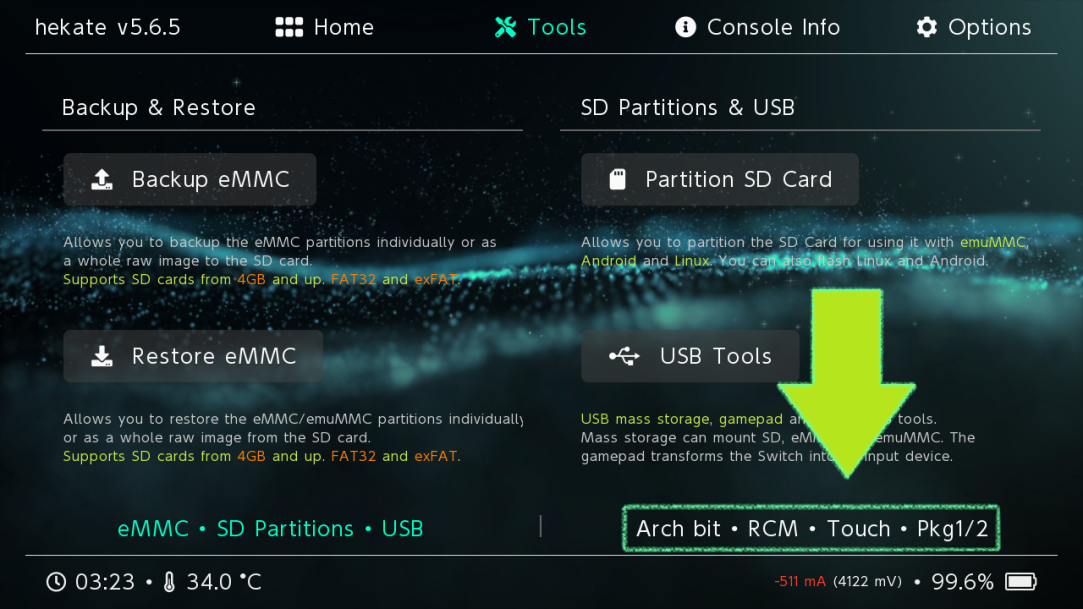 hekate v5.6.5
Home
Tools
Console Info
Options
Backup & Restore
Backup eMMC
Allows you to backup the eMMC partitions individually or as
a whole raw image to the SD card.
Supports SD cards from 4GB and up. FAT32 and exFAT.
Restore eMMC
Allows you to restore the eMMC/emuMMC partitions individually
or as a whole raw image from the SD card.
Supports SD cards from 4GB and up. FAT32 and exFAT.
SD Partitions & USB
Partition SD Card
Allows you to partition the SD Card for using it with emuMMC,
Android and Linux. You can also flash Linux and Android.
USB Tools
USB mass storage, gamepad tools.
Mass storage can mount SD, emuMMC. The
gamepad transforms the Switch input device.
eMMC • SD Partitions • USB
Arch bit • RCM • Touch • Pkg1/2
03:23 • 34.0 °C
-511 mA (4122 mV) • 99.6%